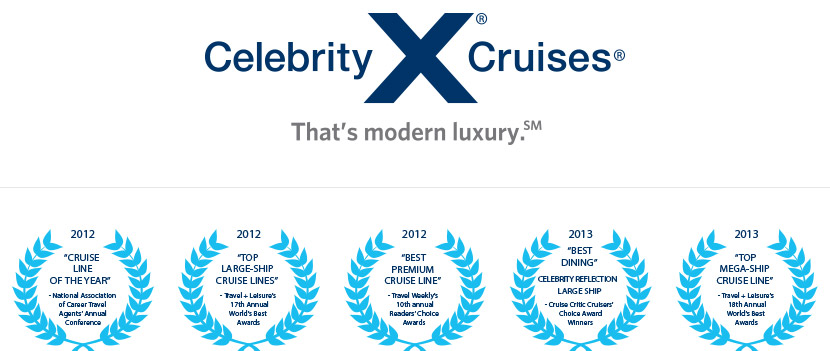 Celebrity X® Cruises®
That's modern luxury.SM
2012
"CRUISE
LINE
OF THE YEAR"
- National Association
of Career Travel
Agents' Annual
Conference
2012
"TOP
LARGE-SHIP
CRUISE LINES"
- Travel + Leisure's
17th Annual
World's Best
Awards
2012
"BEST
PREMIUM
CRUISE LINE"
- Travel Weekly's
10th annual
Readers' Choice
Awards
2013
"BEST
DINING"
CELEBRITY REFLECTION
LARGE SHIP
- Cruise Critic Cruisers'
Choice Award
Winners
2013
"TOP
MEGA-SHIP
CRUISE LINE"
- Travel + Leisure's
18th Annual
World's Best
Awards